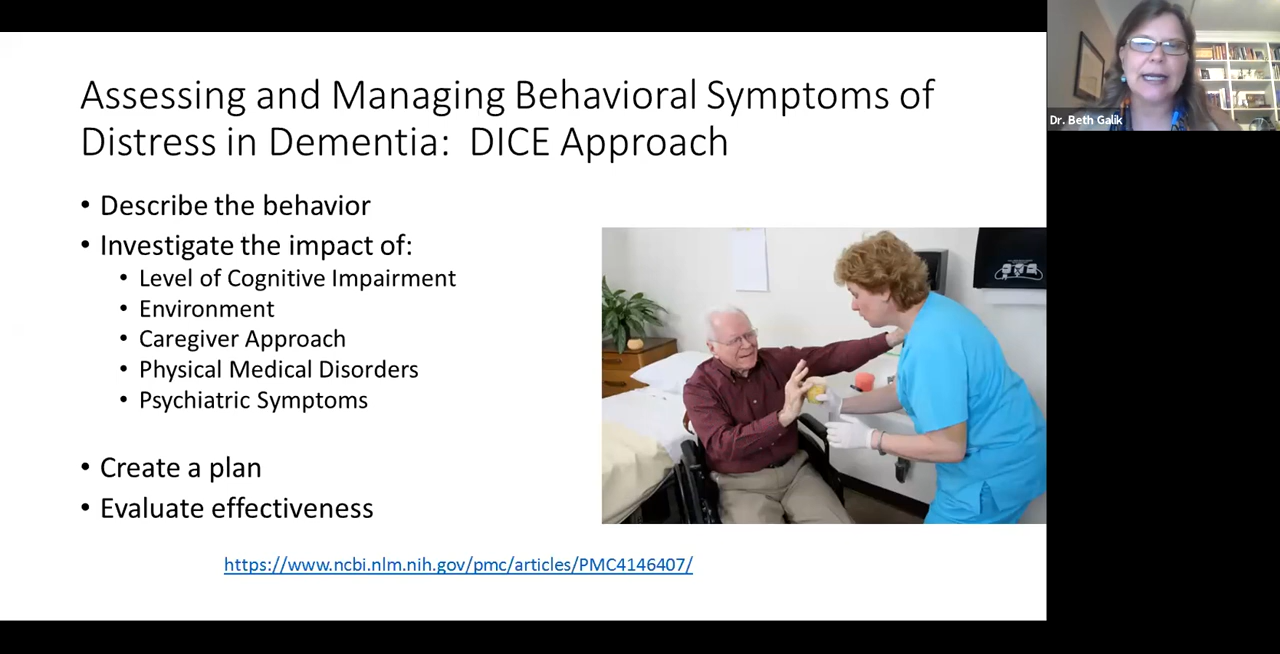 Assessing and Managing Behavioral Symptoms of
Distress in Dementia: DICE Approach
• Describe the behavior
• Investigate the impact of:
• Level of Cognitive Impairment
• Environment
• Caregiver Approach
• Physical Medical Disorders
• Psychiatric Symptoms
• Create a plan
• Evaluate effectiveness
https://www.ncbi.nlm.nih.gov/pmc/articles/PMC4146407/
Dr. Beth Galik